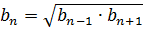 bₙ = √(bₙ₋₁ · bₙ₊₁)